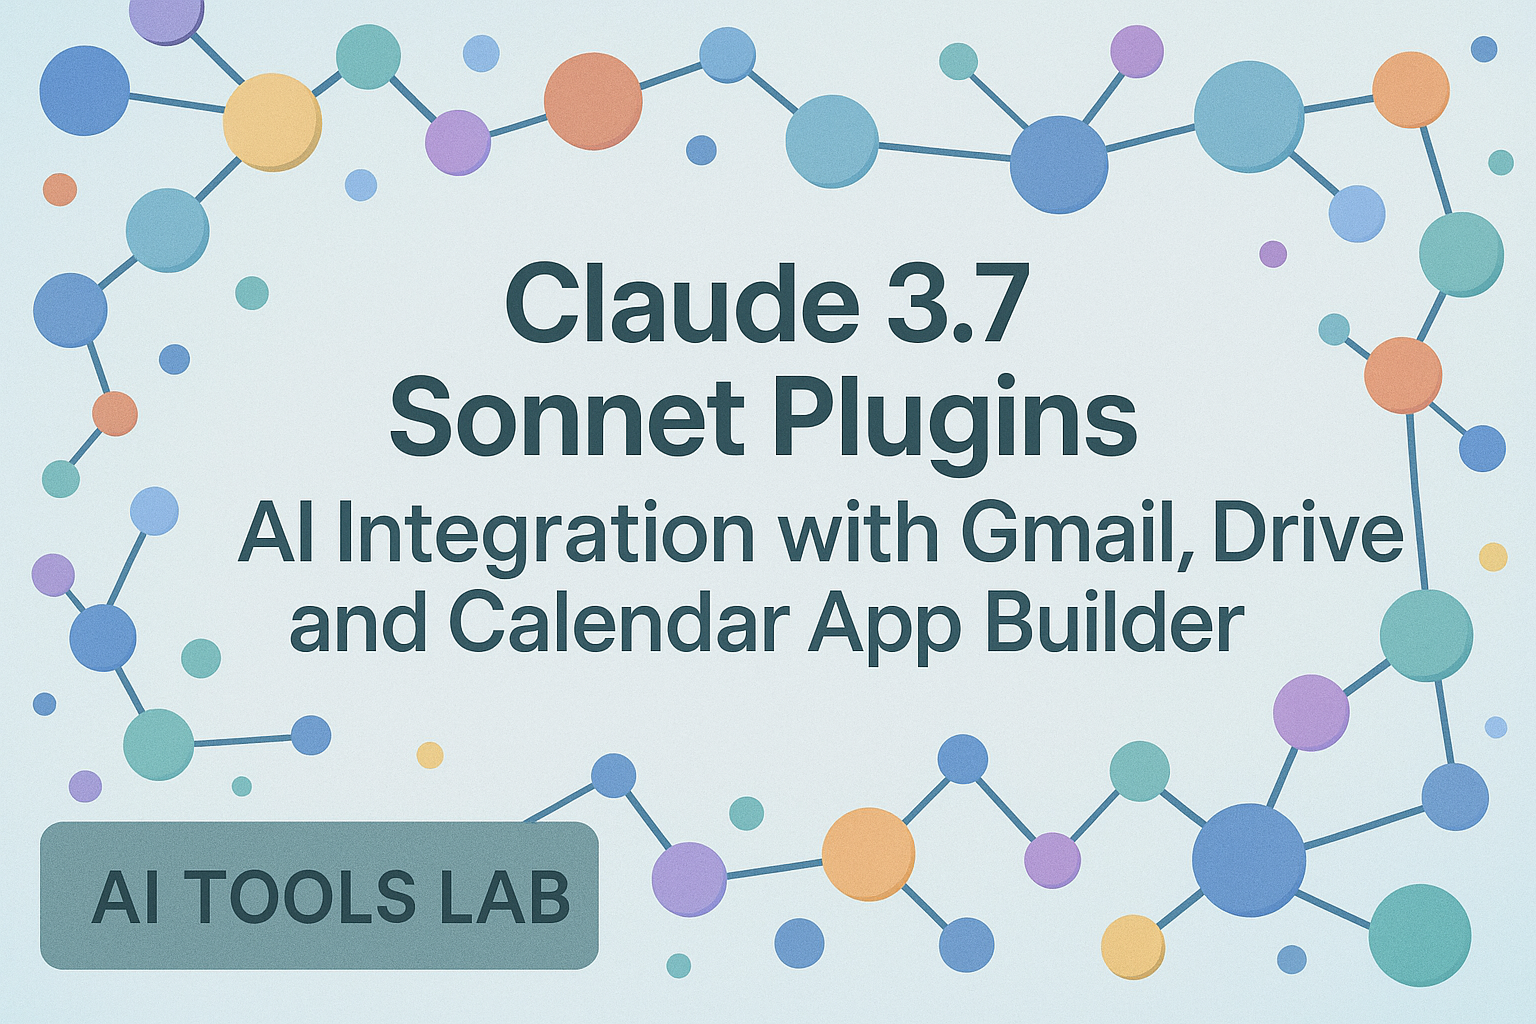 Claude 3.7
Sonnet Plugins
AI Integration with Gmail, Drive
and Calendar App Builder
AI TOOLS LAB